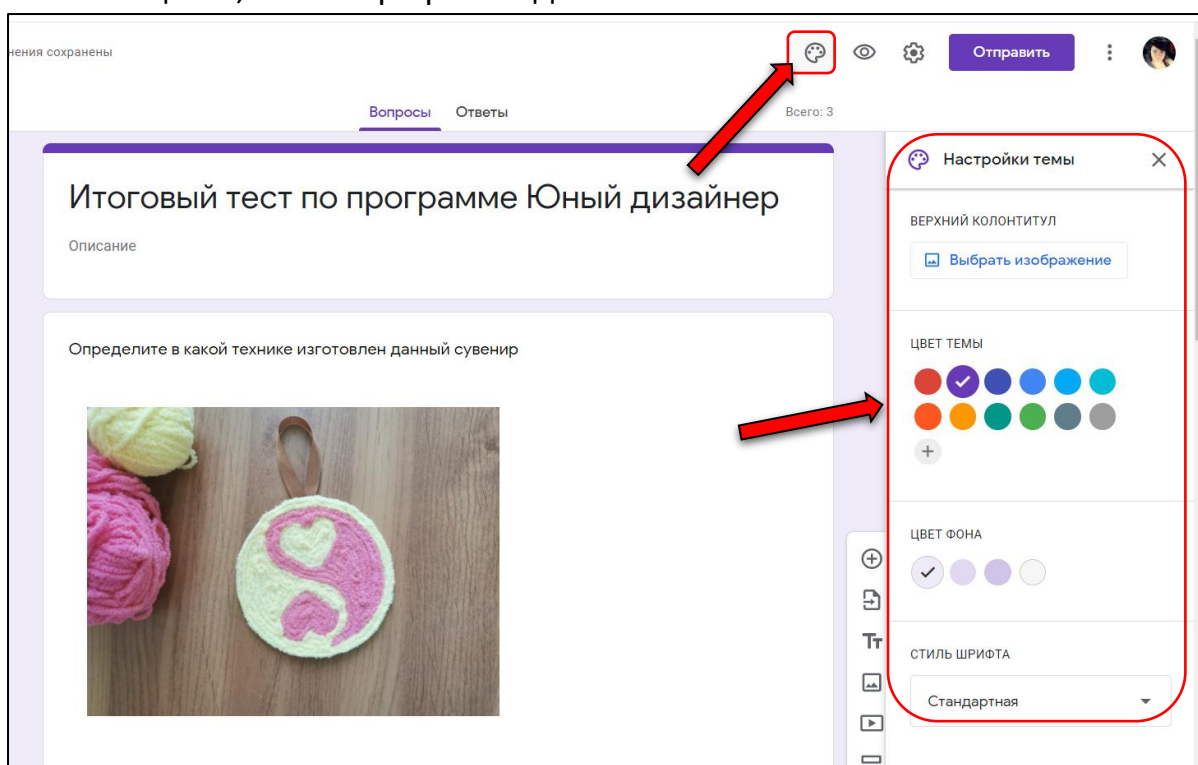 нения сохранены
Отправить
Вопросы Ответы
Всего: 3
Итоговый тест по программе Юный дизайнер
Описание
Определите в какой технике изготовлен данный сувенир
Настройки темы
ВЕРХНИЙ КОЛОНТИТУЛ
Выбрать изображение
ЦВЕТ ТЕМЫ
ЦВЕТ ФОНА
Тт
СТИЛЬ ШРИФТА
Стандартная